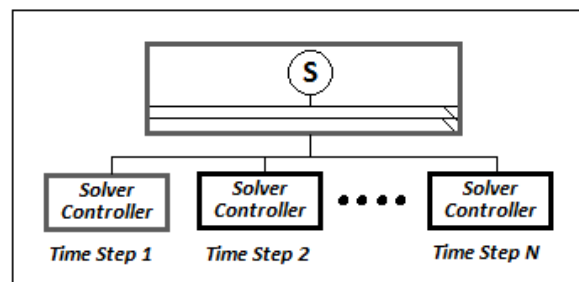 S
Solver
Controller
Solver
Controller
Solver
Controller
Time Step 1
Time Step 2
Time Step N